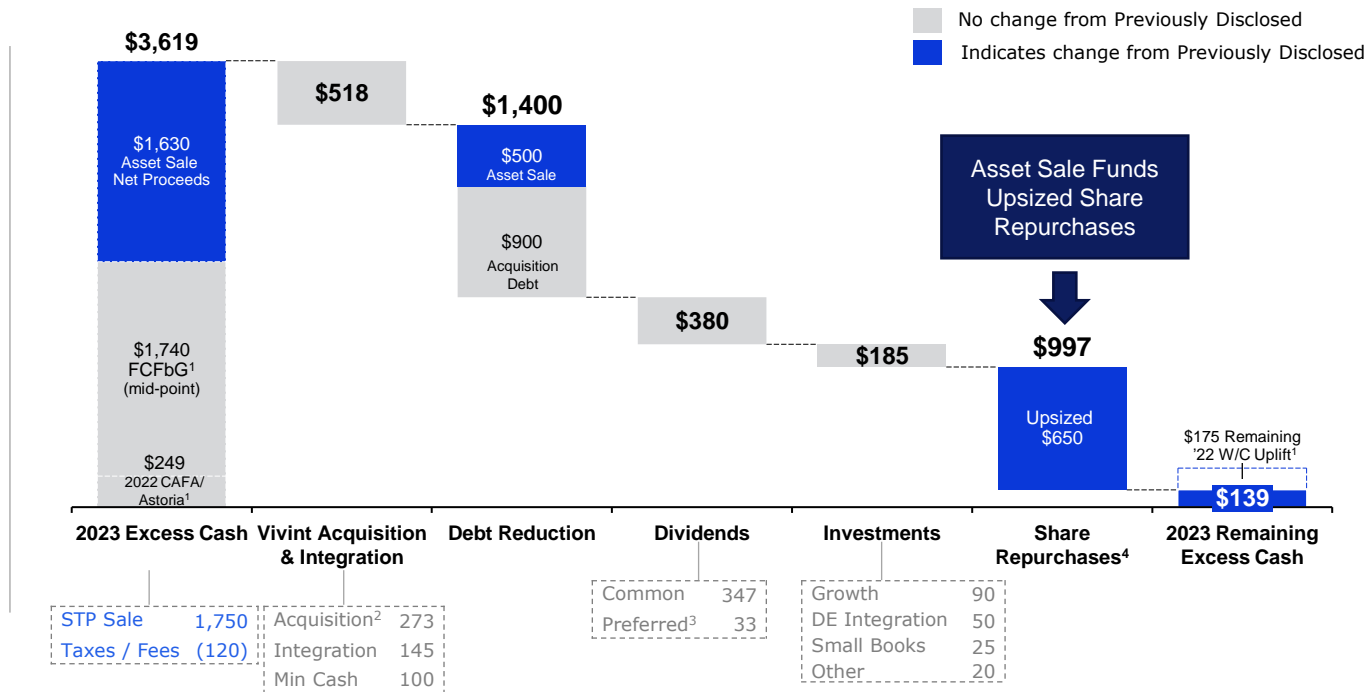 No change from Previously Disclosed
Indicates change from Previously Disclosed
$3,619
$1,630
Asset Sale
Net Proceeds
$1,740
FCFbG¹
(mid-point)
$249
2022 CAFA/
Astoria¹
$518
$1,400
$500
Asset Sale
$900
Acquisition
Debt
$380
$185
Asset Sale Funds
Upsized Share
Repurchases
$997
Upsized
$650
$175 Remaining
’22 W/C Uplift¹
$139
2023 Excess Cash
Vivint Acquisition
& Integration
Debt Reduction
Dividends
Investments
Share
Repurchases⁴
2023 Remaining
Excess Cash
STP Sale 1,750
Taxes / Fees (120)
Acquisition² 273
Integration 145
Min Cash 100
Common 347
Preferred³ 33
Growth 90
DE Integration 50
Small Books 25
Other 20